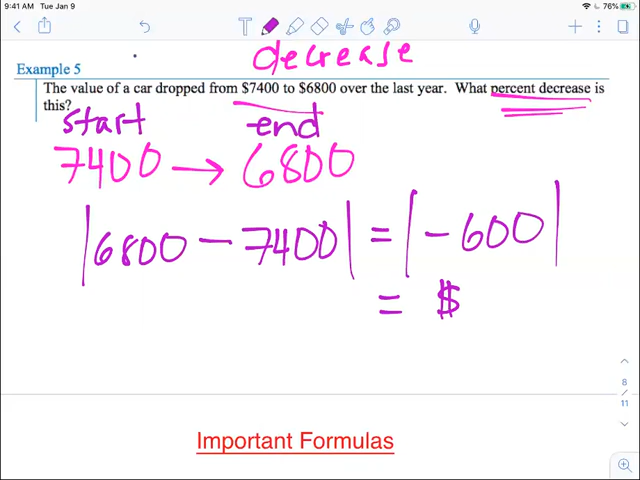 9:41 AM Tue Jan 9
76%
decrease
Example 5
The value of a car dropped from $7400 to $6800 over the last year. What percent decrease is
this?
start end
7400 → 6800
|6800 − 7400| = |− 600|
= $
8
/
11
Important Formulas